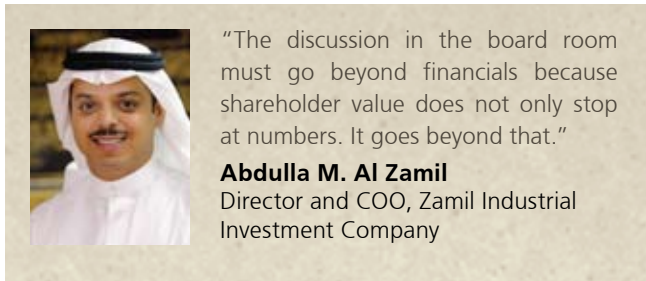 “The discussion in the board room
must go beyond financials because
shareholder value does not only stop
at numbers. It goes beyond that.”
Abdulla M. Al Zamil
Director and COO, Zamil Industrial
Investment Company